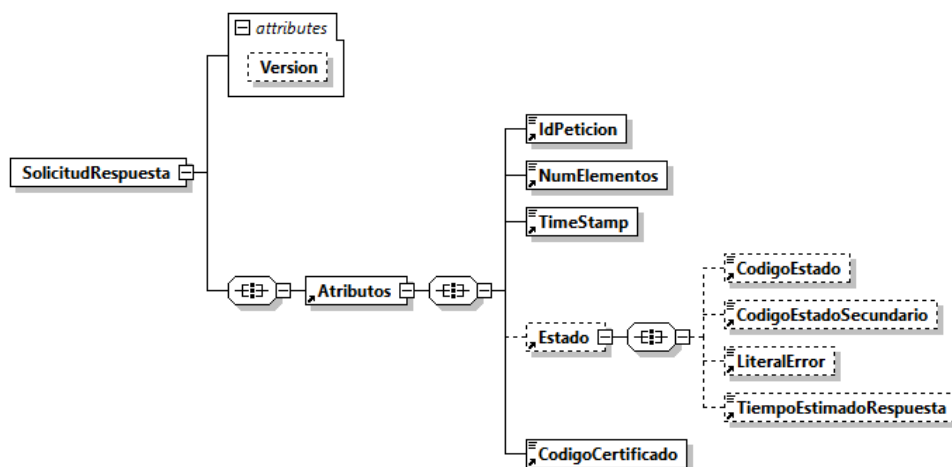 attributes
Version
SolicitudRespuesta
IdPeticion
NumElementos
TimeStamp
Atributos
Estado
CodigoEstado
CodigoEstadoSecundario
LiteralError
TiempoEstimadoRespuesta
CodigoCertificado